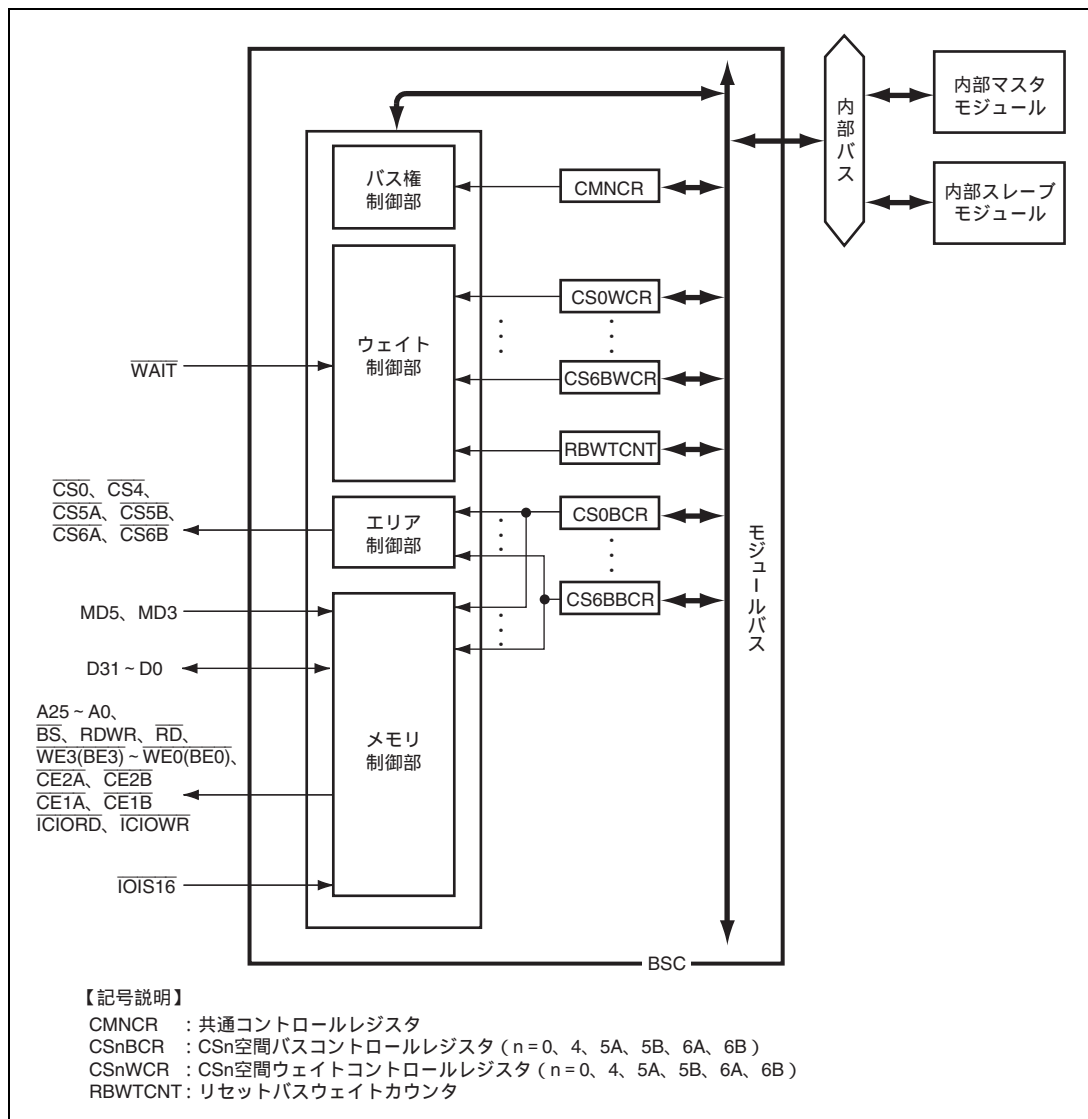 内部マスタ
モジュール
内部バス
内部スレーブ
モジュール
バス権
制御部
CMNCR
ウェイト
制御部
CS0WCR
CS6BWCR
WAIT
RBWTCNT
CS0、CS4、
CS5A、CS5B、
CS6A、CS6B
エリア
制御部
CS0BCR
CS6BBCR
モジュールバス
MD5、MD3
D31~D0
A25~A0、
BS、RDWR、RD、
WE3(BE3)~WE0(BE0)、
CE2A、CE2B
CE1A、CE1B
ICIORD、ICIOWR
メモリ
制御部
IOIS16
BSC
【記号説明】
CMNCR :共通コントロールレジスタ
CSnBCR :CSn空間バスコントロールレジスタ(n=0、4、5A、5B、6A、6B)
CSnWCR :CSn空間ウェイトコントロールレジスタ(n=0、4、5A、5B、6A、6B)
RBWTCNT:リセットバスウェイトカウンタ